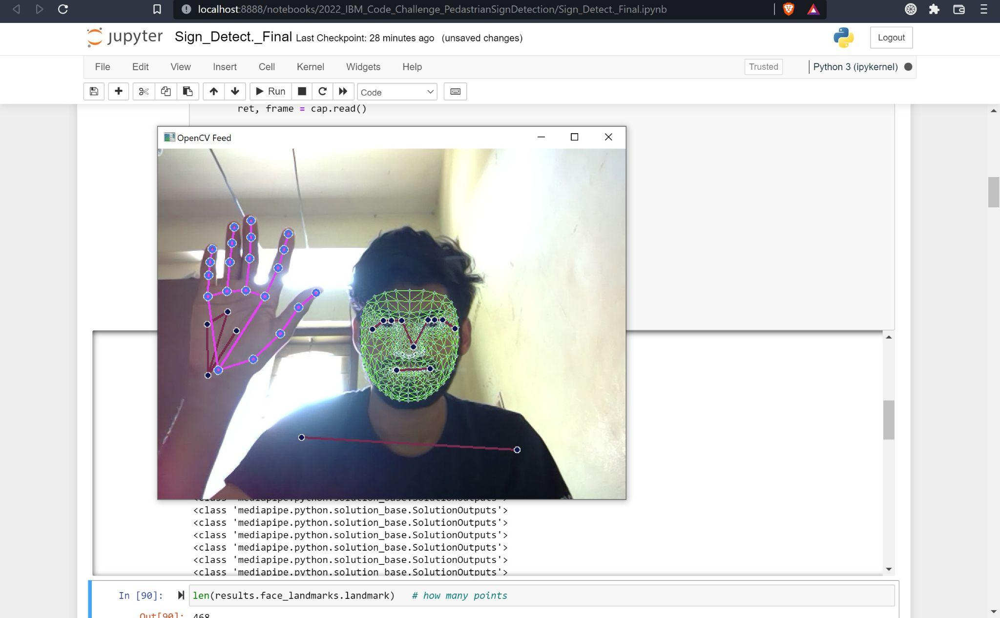 localhost:8888/notebooks/2022_IBM_Code_Challenge_PedastrianSignDetection/Sign_Detect._Final.ipynb
jupyter Sign_Detect._Final Last Checkpoint: 28 minutes ago (unsaved changes) Logout
File Edit View Insert Cell Kernel Widgets Help Trusted Python 3 (ipykernel)
Run Code
ret, frame = cap.read()
OpenCV Feed
<class 'mediapipe.python.solution_base.SolutionOutputs'>
<class 'mediapipe.python.solution_base.SolutionOutputs'>
<class 'mediapipe.python.solution_base.SolutionOutputs'>
<class 'mediapipe.python.solution_base.SolutionOutputs'>
<class 'mediapipe.python.solution_base.SolutionOutputs'>
<class 'mediapipe.python.solution_base.SolutionOutputs'>
<class 'mediapipe.python.solution_base.SolutionOutputs'>
In [90]: len(results.face_landmarks.landmark) # how many points
Out[90]: 468